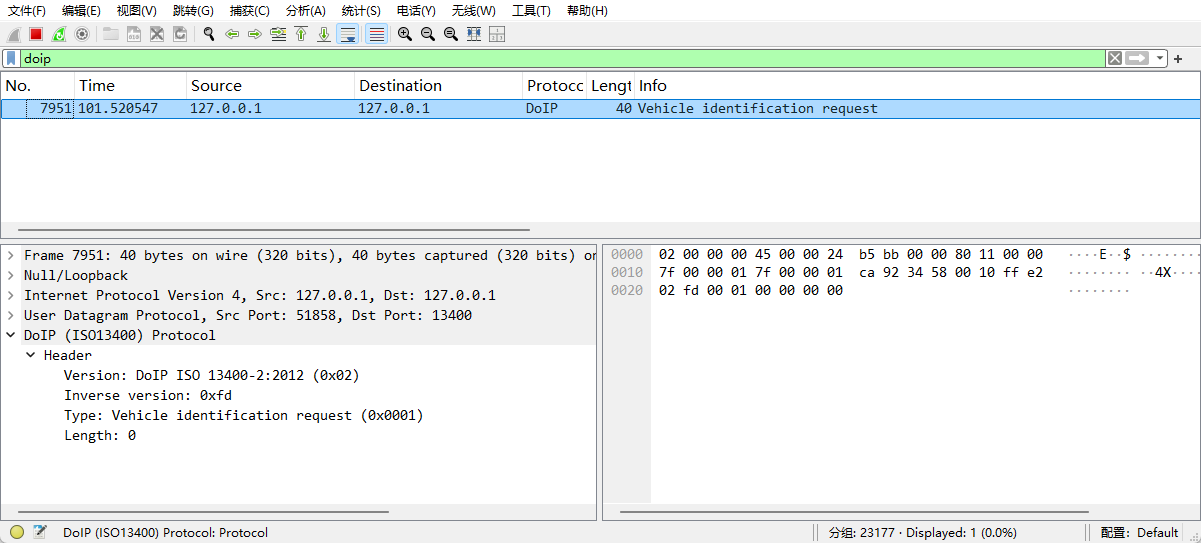 文件(F) 编辑(E) 视图(V) 跳转(G) 捕获(C) 分析(A) 统计(S) 电话(Y) 无线(W) 工具(T) 帮助(H)
doip
No. Time Source Destination Protocc Lengt Info
7951 101.520547 127.0.0.1 127.0.0.1 DoIP 40 Vehicle identification request
Frame 7951: 40 bytes on wire (320 bits), 40 bytes captured (320 bits) or
Null/Loopback
Internet Protocol Version 4, Src: 127.0.0.1, Dst: 127.0.0.1
User Datagram Protocol, Src Port: 51858, Dst Port: 13400
DoIP (ISO13400) Protocol
Header
Version: DoIP ISO 13400-2:2012 (0x02)
Inverse version: 0xfd
Type: Vehicle identification request (0x0001)
Length: 0
0000 02 00 00 00 45 00 00 24 b5 bb 00 00 80 11 00 00 ····E··$ ········
0010 7f 00 00 01 7f 00 00 01 ca 92 34 58 00 10 ff e2 ········ ··4X····
0020 02 fd 00 01 00 00 00 00 ········
DoIP (ISO13400) Protocol: Protocol
分组: 23177 · Displayed: 1 (0.0%)
配置: Default